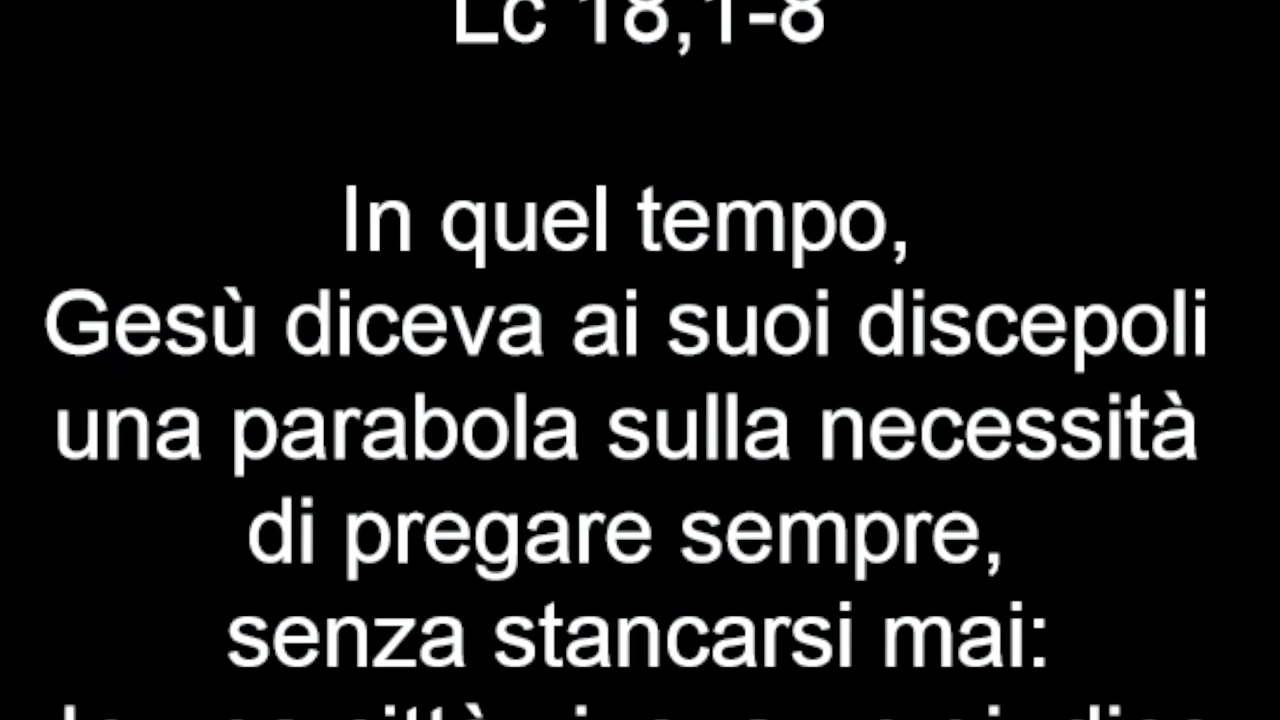 Lc 18,1-8
In quel tempo,
Gesù diceva ai suoi discepoli
una parabola sulla necessità
di pregare sempre,
senza stancarsi mai: